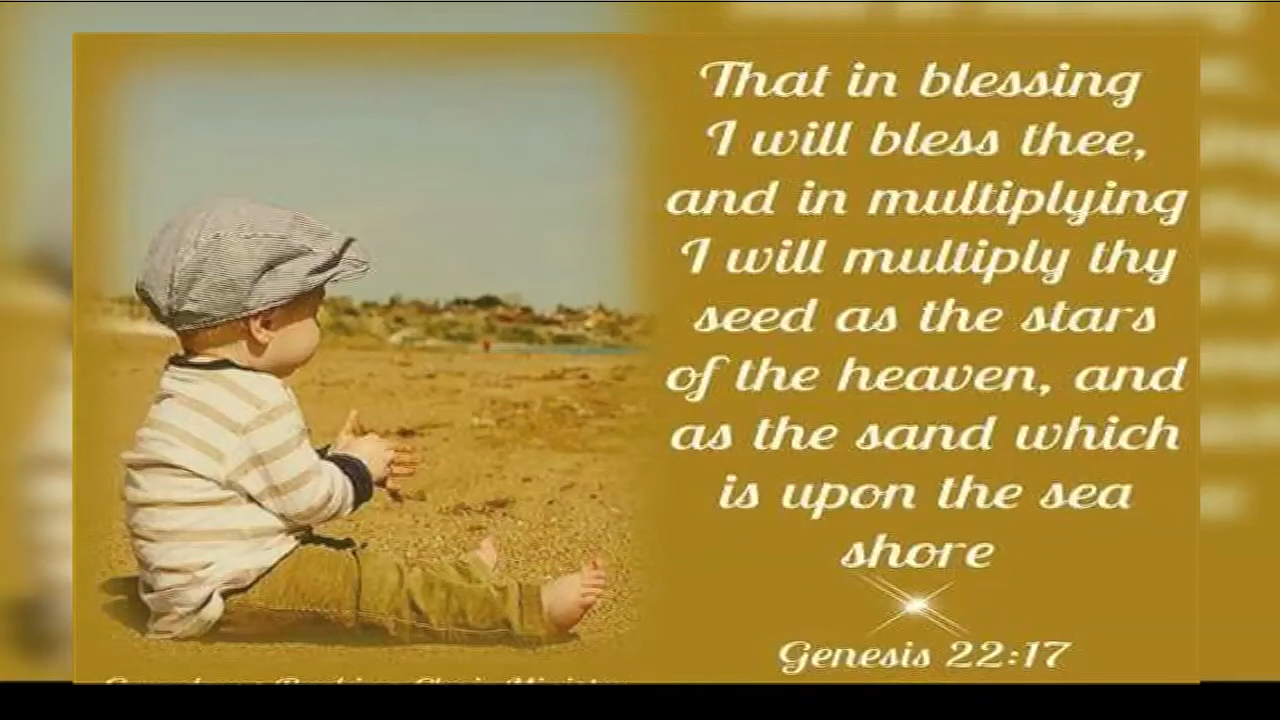 That in blessing
I will bless thee,
and in multiplying
I will multiply thy
seed as the stars
of the heaven, and
as the sand which
is upon the sea
shore
Genesis 22:17